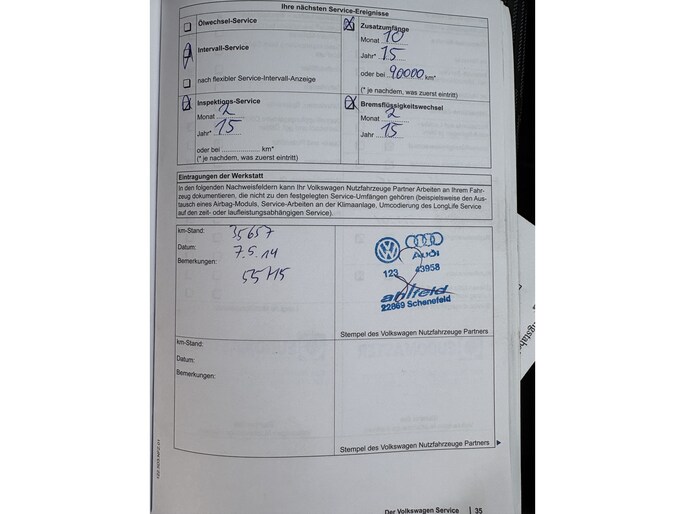 Ihre nächsten Service-Ereignisse
Ölwechsel-Service
Zusatzumfänge
Monat 10
Jahr* 15
oder bei 90000 km*
(* je nachdem, was zuerst eintritt)
Intervall-Service
nach flexibler Service-Intervall-Anzeige
Inspektions-Service
Monat 2
Jahr* 15
oder bei .................... km*
(* je nachdem, was zuerst eintritt)
Bremsflüssigkeitswechsel
Monat 2
Jahr 15
Eintragungen der Werkstatt
In den folgenden Nachweisfeldern kann Ihr Volkswagen Nutzfahrzeuge Partner Arbeiten an Ihrem Fahr-
zeug dokumentieren, die nicht zu den festgelegten Service-Umfängen gehören (beispielsweise den Aus-
tausch eines Airbag-Moduls, Service-Arbeiten an der Klimaanlage, Umcodierung des LongLife Service
auf den zeit- oder laufleistungsabhängigen Service).
km-Stand: 35657
Datum: 7.5.14
Bemerkungen:
Audi
123 43958
22869 Schenefeld
Stempel des Volkswagen Nutzfahrzeuge Partners
km-Stand:
Datum:
Bemerkungen:
Stempel des Volkswagen Nutzfahrzeuge Partners
Der Volkswagen Service | 35